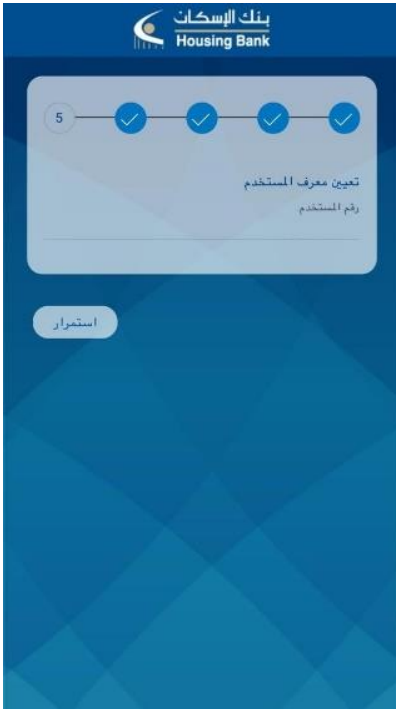 بنك الإسكان
Housing Bank
5
تعيين معرف المستخدم
رقم المستخدم
استمرار